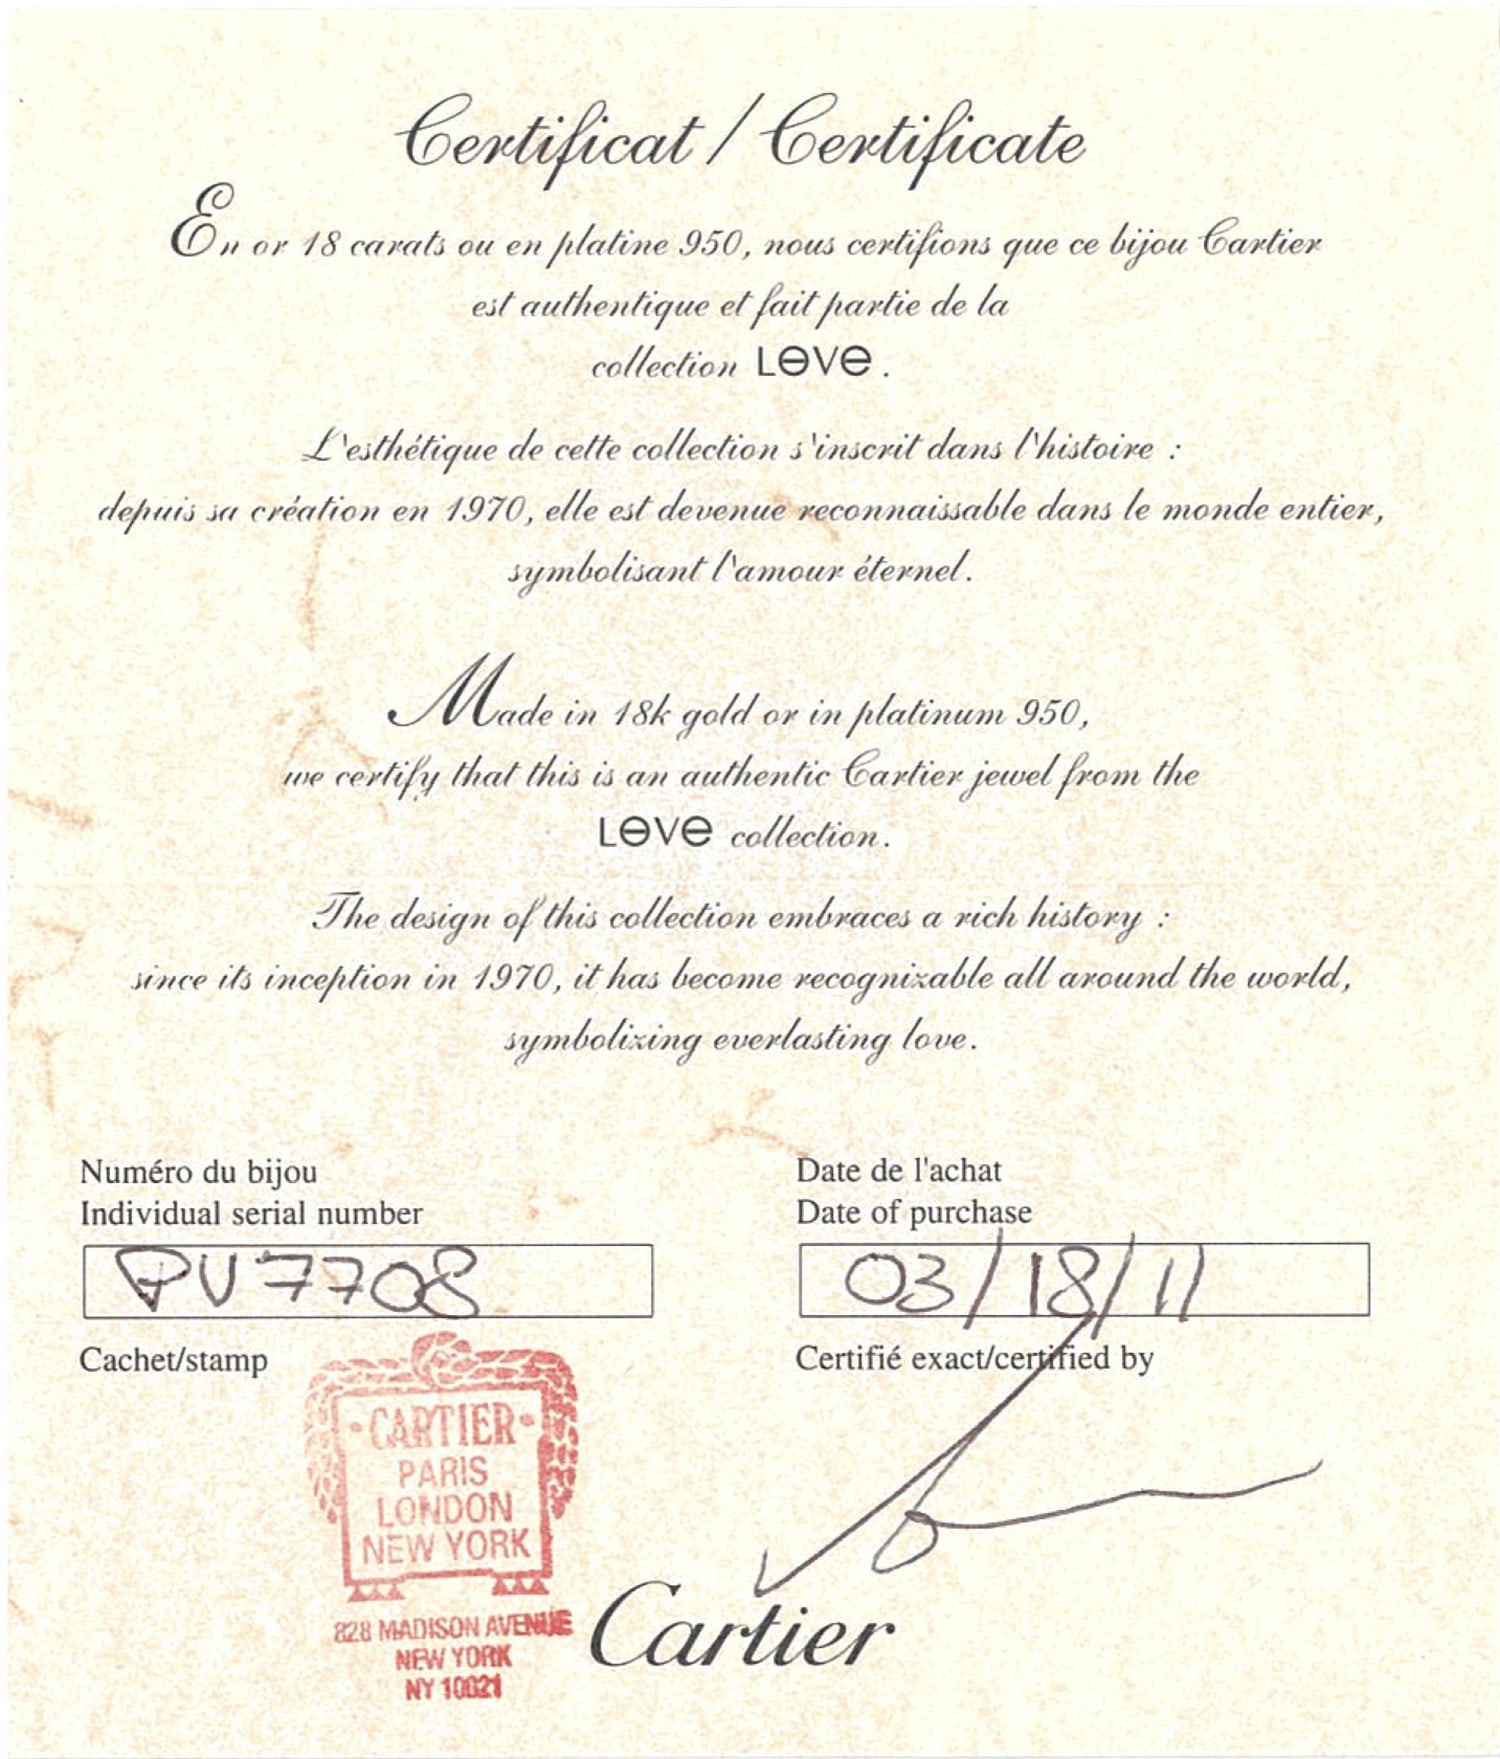 Certificat / Certificate
En or 18 carats ou en platine 950, nous certifions que ce bijou Cartier
est authentique et fait partie de la
collection LOVE.
L'esthétique de cette collection s'inscrit dans l'histoire :
depuis sa création en 1970, elle est devenue reconnaissable dans le monde entier,
symbolisant l'amour éternel.
Made in 18k gold or in platinum 950,
we certify that this is an authentic Cartier jewel from the
LOVE collection.
The design of this collection embraces a rich history :
since its inception in 1970, it has become recognizable all around the world,
symbolizing everlasting love.
Numéro du bijou
Individual serial number
PU7708
Date de l'achat
Date of purchase
03/18/11
Cachet/stamp
·CARTIER·
PARIS
LONDON
NEW YORK
828 MADISON AVENUE
NEW YORK
NY 10021
Certifié exact/certified by
Cartier